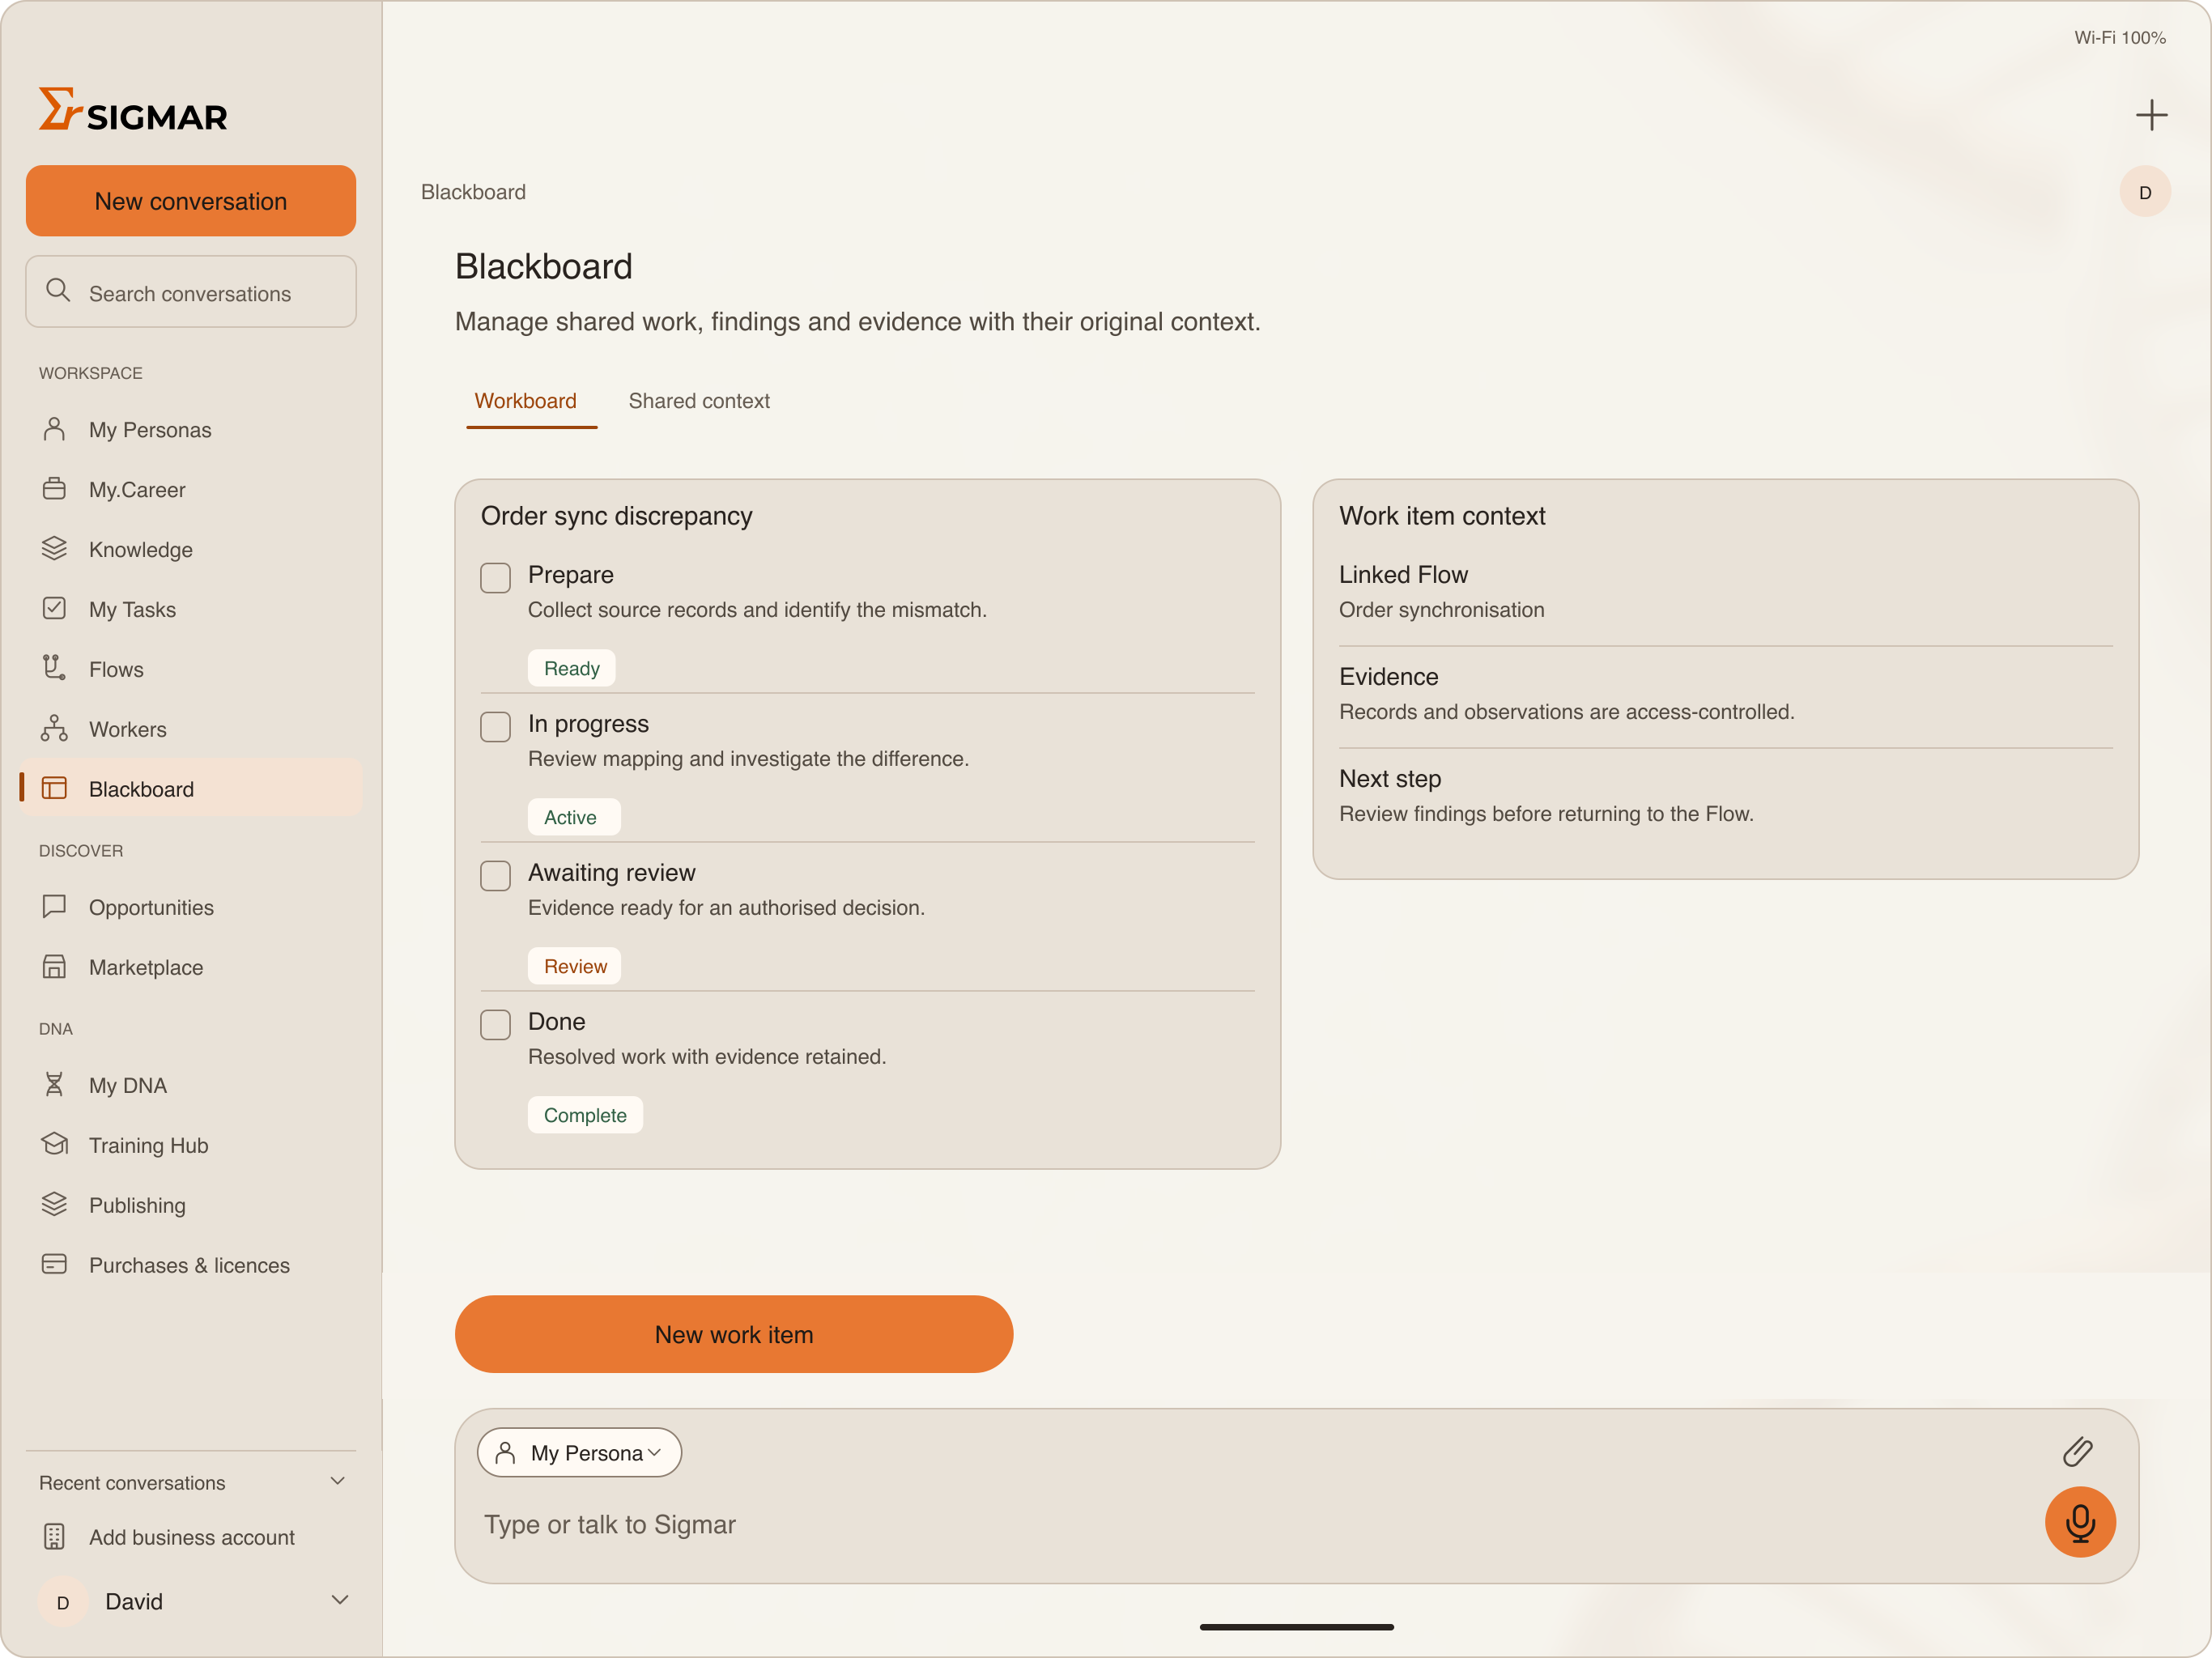 Wi-Fi 100%
Σr SIGMAR
New conversation
Search conversations
WORKSPACE
My Personas
My.Career
Knowledge
My Tasks
Flows
Workers
Blackboard
DISCOVER
Opportunities
Marketplace
DNA
My DNA
Training Hub
Publishing
Purchases & licences
Recent conversations
Add business account
D David
Blackboard
D
Blackboard
Manage shared work, findings and evidence with their original context.
Workboard Shared context
Order sync discrepancy
Prepare
Collect source records and identify the mismatch.
Ready
In progress
Review mapping and investigate the difference.
Active
Awaiting review
Evidence ready for an authorised decision.
Review
Done
Resolved work with evidence retained.
Complete
Work item context
Linked Flow
Order synchronisation
Evidence
Records and observations are access-controlled.
Next step
Review findings before returning to the Flow.
New work item
My Persona
Type or talk to Sigmar